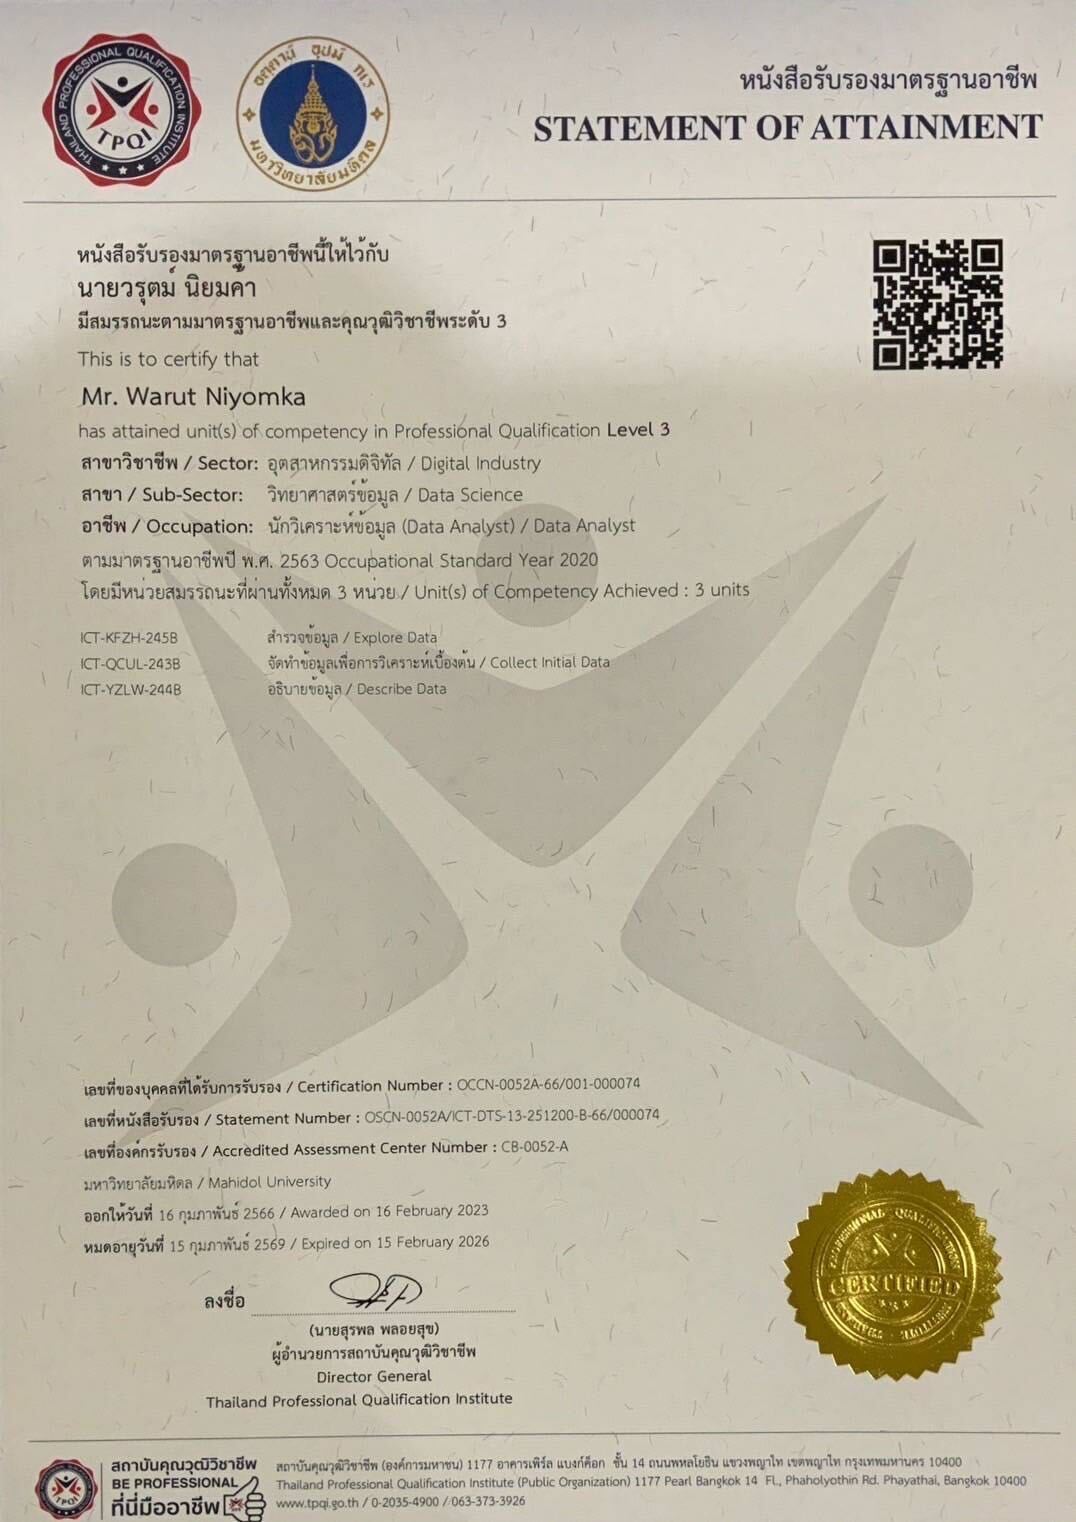 THAILAND PROFESSIONAL QUALIFICATION INSTITUTE
TPQI
อตฺตานํ อุปมํ กเร
มหาวิทยาลัยมหิดล
หนังสือรับรองมาตรฐานอาชีพ
STATEMENT OF ATTAINMENT
หนังสือรับรองมาตรฐานอาชีพนี้ให้ไว้กับ
นายวรุตม์ นิยมค้า
มีสมรรถนะตามมาตรฐานอาชีพและคุณวุฒิวิชาชีพระดับ 3
This is to certify that
Mr. Warut Niyomka
has attained unit(s) of competency in Professional Qualification Level 3
สาขาวิชาชีพ / Sector: อุตสาหกรรมดิจิทัล / Digital Industry
สาขา / Sub-Sector: วิทยาศาสตร์ข้อมูล / Data Science
อาชีพ / Occupation: นักวิเคราะห์ข้อมูล (Data Analyst) / Data Analyst
ตามมาตรฐานอาชีพปี พ.ศ. 2563 Occupational Standard Year 2020
โดยมีหน่วยสมรรถนะที่ผ่านทั้งหมด 3 หน่วย / Unit(s) of Competency Achieved : 3 units
ICT-KFZH-245B สำรวจข้อมูล / Explore Data
ICT-QCUL-243B จัดทำข้อมูลเพื่อการวิเคราะห์เบื้องต้น / Collect Initial Data
ICT-YZLW-244B อธิบายข้อมูล / Describe Data
เลขที่ของบุคคลที่ได้รับการรับรอง / Certification Number : OCCN-0052A-66/001-000074
เลขที่หนังสือรับรอง / Statement Number : OSCN-0052A/ICT-DTS-13-251200-B-66/000074
เลขที่องค์กรรับรอง / Accredited Assessment Center Number : CB-0052-A
มหาวิทยาลัยมหิดล / Mahidol University
ออกให้วันที่ 16 กุมภาพันธ์ 2566 / Awarded on 16 February 2023
หมดอายุวันที่ 15 กุมภาพันธ์ 2569 / Expired on 15 February 2026
ลงชื่อ
(นายสุรพล พลอยสุข)
ผู้อำนวยการสถาบันคุณวุฒิวิชาชีพ
Director General
Thailand Professional Qualification Institute
PROFESSIONAL QUALIFICATION
CERTIFIED
สถาบันคุณวุฒิวิชาชีพ
BE PROFESSIONAL
ที่นี่มืออาชีพ
TPQI
สถาบันคุณวุฒิวิชาชีพ (องค์การมหาชน) 1177 อาคารเพิร์ล แบงก์ค็อก ชั้น 14 ถนนพหลโยธิน แขวงพญาไท เขตพญาไท กรุงเทพมหานคร 10400
Thailand Professional Qualification Institute (Public Organization) 1177 Pearl Bangkok 14 FL., Phaholyothin Rd. Phayathai, Bangkok 10400
www.tpqi.go.th / 0-2035-4900 / 063-373-3926